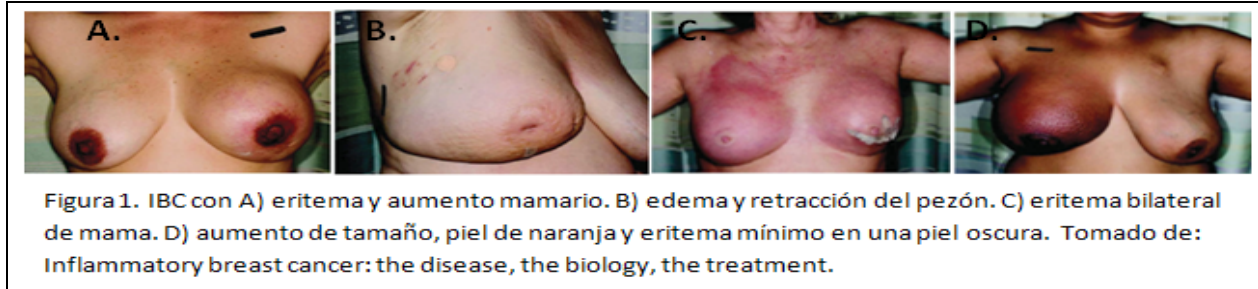 A. B. C. D.
Figura 1. IBC con A) eritema y aumento mamario. B) edema y retracción del pezón. C) eritema bilateral
de mama. D) aumento de tamaño, piel de naranja y eritema mínimo en una piel oscura. Tomado de:
Inflammatory breast cancer: the disease, the biology, the treatment.